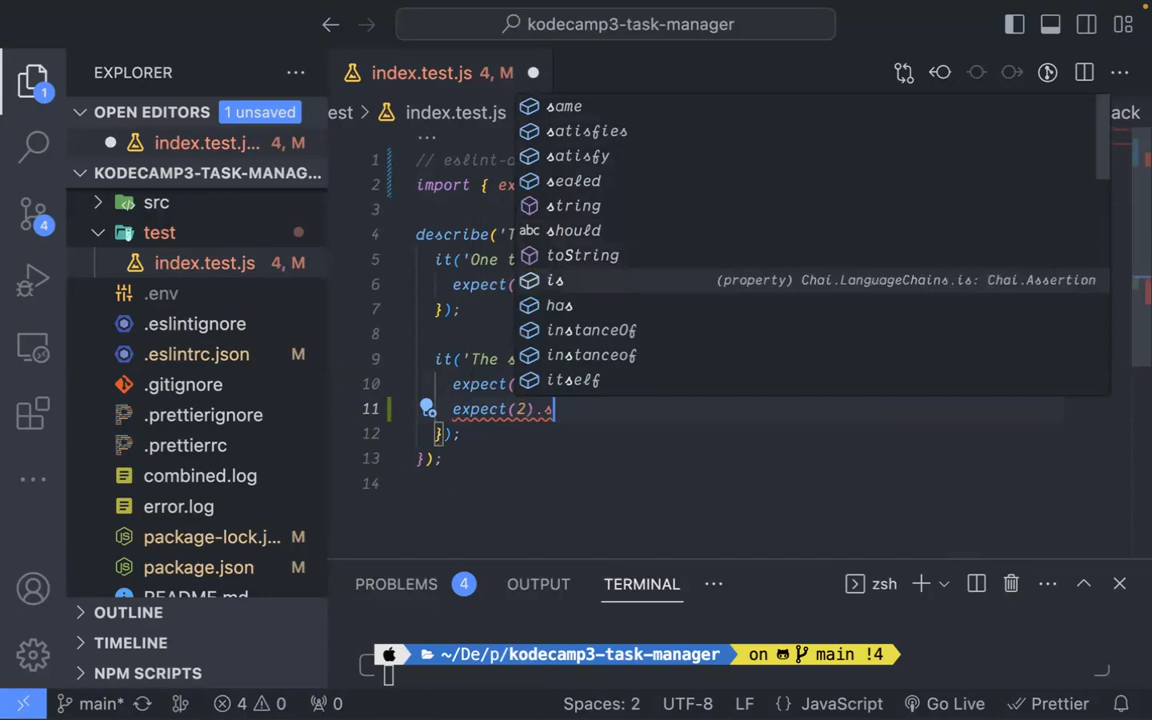 kodecamp3-task-manager
EXPLORER
OPEN EDITORS 1 unsaved
index.test.j... 4, M
KODECAMP3-TASK-MANAG...
src
test
index.test.js 4, M
.env
.eslintignore
.eslintrc.json M
.gitignore
.prettierignore
.prettierrc
combined.log
error.log
package-lock.j... M
package.json M
README.md
OUTLINE
TIMELINE
NPM SCRIPTS
1
4
index.test.js 4, M
est > index.test.js
ack
1 // eslint-d
2 import { ex
3
4 describe('T
5 it('One t
6 expect(
7 });
8
9 it('The s
10 expect(
11 expect(2).s
12 });
13 });
14
same
satisfies
satisfy
sealed
string
abc should
toString
is (property) Chai.LanguageChains.is: Chai.Assertion
has
instanceOf
instanceof
itself
PROBLEMS 4 OUTPUT TERMINAL ... zsh
~/De/p/kodecamp3-task-manager on main !4
main* 4 0 0 Spaces: 2 UTF-8 LF {} JavaScript Go Live Prettier